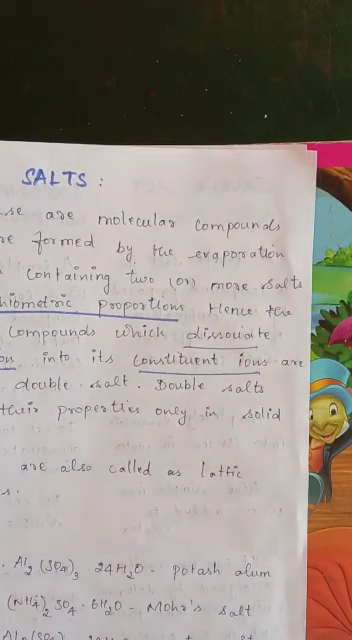 SALTS :
se are molecular compounds
re formed by the evaporation
containing two (or) more salts
hiometric proportions Hence the
compounds which dissociate
on into its constituent ions are
double salt. Double salts
their properties only in solid
are also called as lattic
s:
. Al2 (SO4)3 . 24H2O - potash alum
(NH4)2 SO4 . 6H2O - Mohr's salt